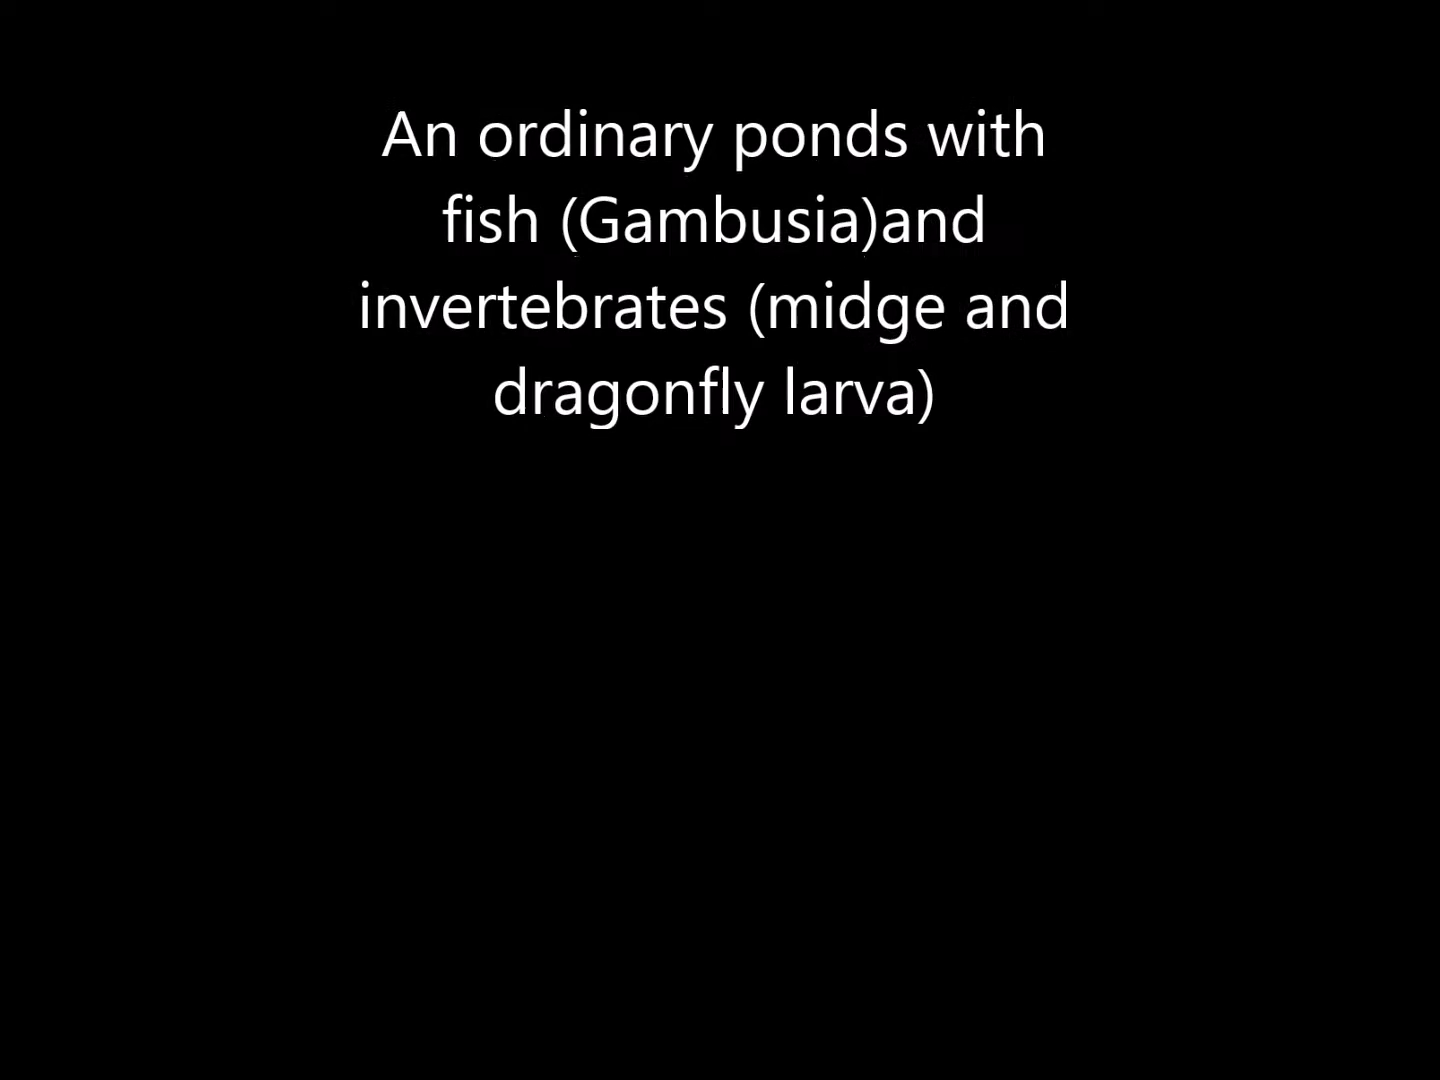 An ordinary ponds with
fish (Gambusia)and
invertebrates (midge and
dragonfly larva)